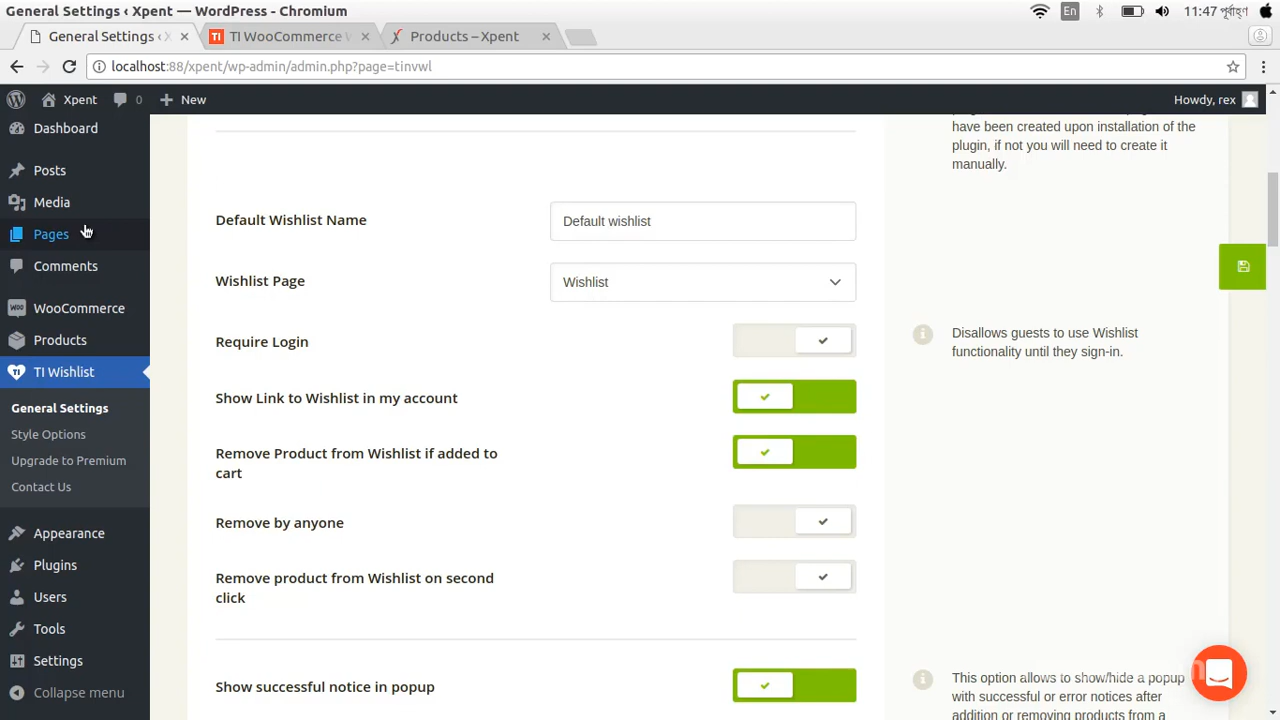 General Settings ‹ Xpent — WordPress - Chromium
En
11:47 পূর্বাহ্ণ
General Settings ‹ X
TI TI WooCommerce W
Products – Xpent
localhost:88/xpent/wp-admin/admin.php?page=tinvwl
Xpent
0
New
Howdy, rex
Dashboard
Posts
Media
Pages
Comments
WOO WooCommerce
Products
TI TI Wishlist
General Settings
Style Options
Upgrade to Premium
Contact Us
Appearance
Plugins
Users
Tools
Settings
Collapse menu
have been created upon installation of the
plugin, if not you will need to create it
manually.
Default Wishlist Name
Default wishlist
Wishlist Page
Wishlist
Require Login
Disallows guests to use Wishlist
functionality until they sign-in.
Show Link to Wishlist in my account
Remove Product from Wishlist if added to
cart
Remove by anyone
Remove product from Wishlist on second
click
Show successful notice in popup
This option allows to show/hide a popup
with successful or error notices after
addition or removing products from a